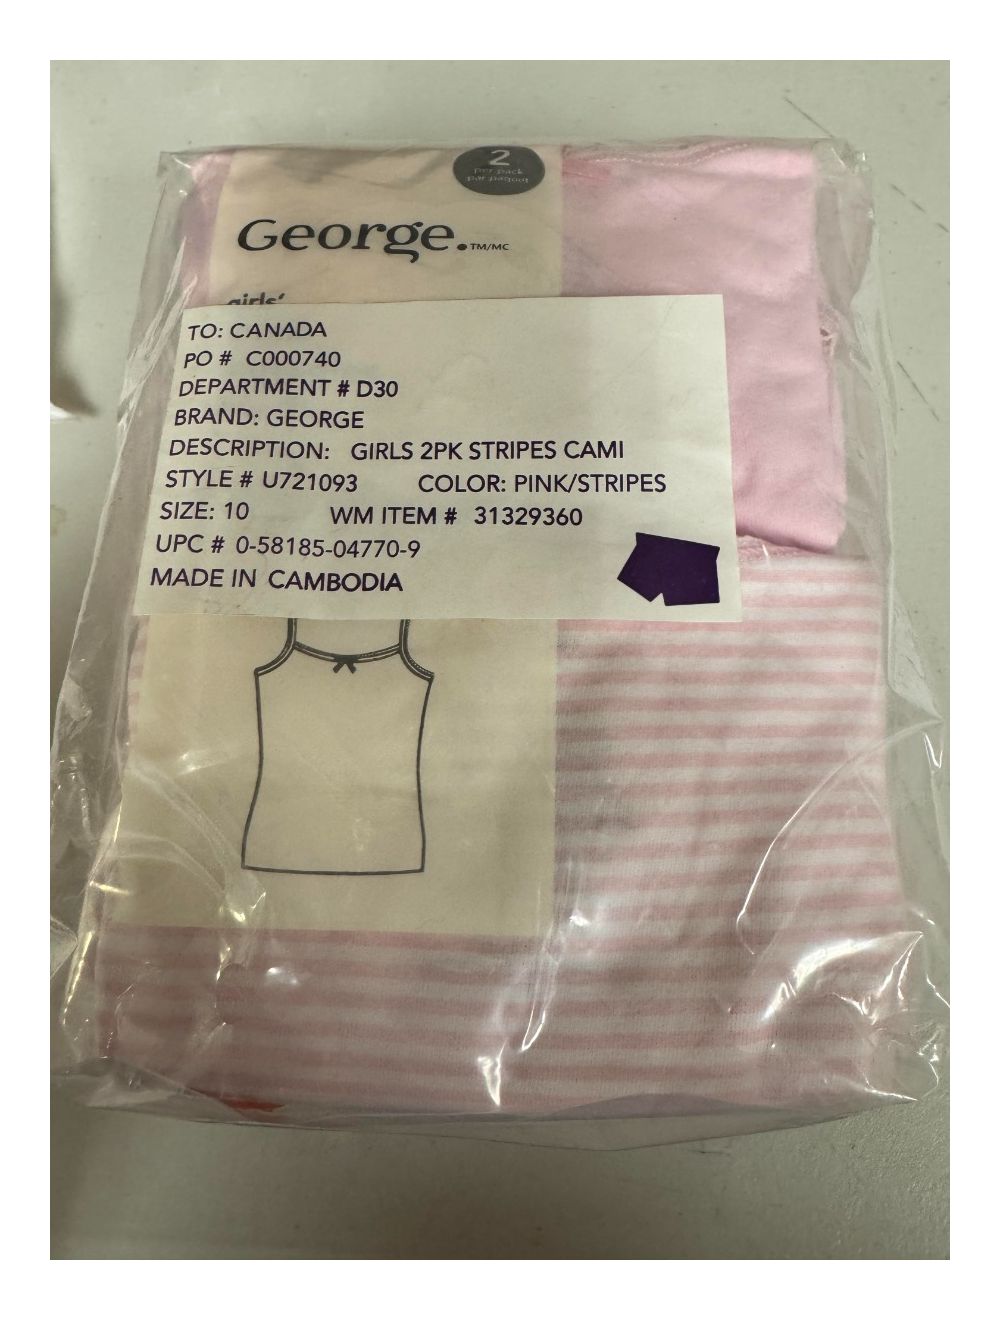 2
per pack
par paquet
George.TM/MC
girls'
TO: CANADA
PO # C000740
DEPARTMENT # D30
BRAND: GEORGE
DESCRIPTION: GIRLS 2PK STRIPES CAMI
STYLE # U721093 COLOR: PINK/STRIPES
SIZE: 10 WM ITEM # 31329360
UPC # 0-58185-04770-9
MADE IN CAMBODIA